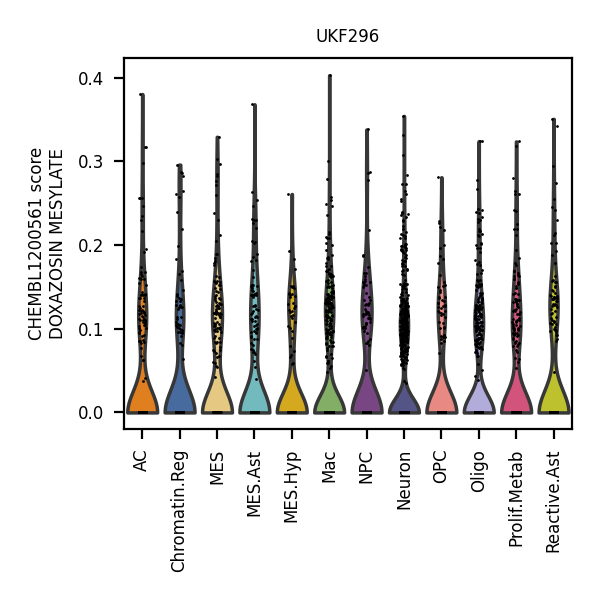 UKF296
CHEMBL1200561 score
DOXAZOSIN MESYLATE
0.4
0.3
0.2
0.1
0.0
AC
Chromatin.Reg
MES
MES.Ast
MES.Hyp
Mac
NPC
Neuron
OPC
Oligo
Prolif.Metab
Reactive.Ast